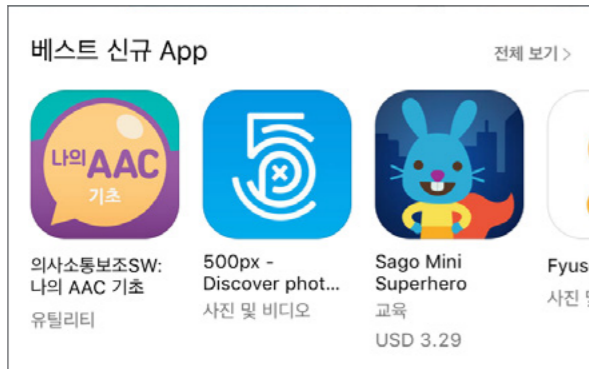 베스트 신규 App
전체 보기 >
나의 AAC
기초
5px
의사소통보조SW:
나의 AAC 기초
유틸리티
500px -
Discover phot...
사진 및 비디오
Sago Mini
Superhero
교육
USD 3.29
Fyus
사진